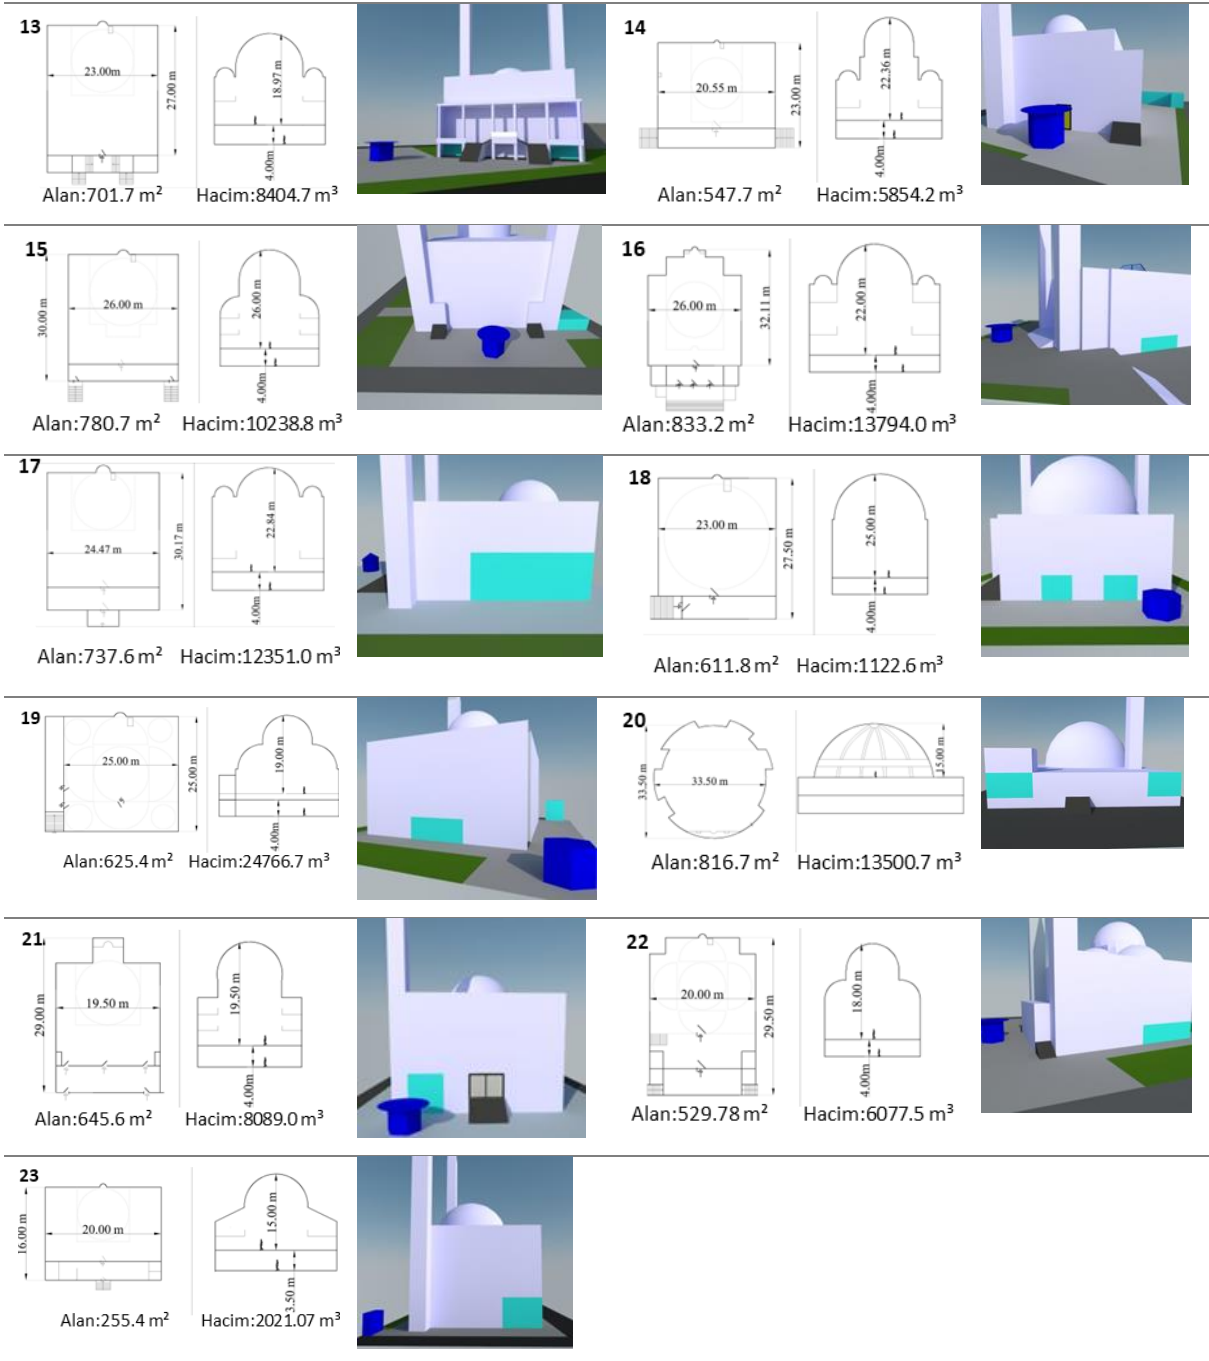 13
23.00m
27.00 m
18.97 m
4.00m
Alan:701.7 m² Hacim:8404.7 m³
14
20.55 m
23.00 m
22.36 m
4.00m
Alan:547.7 m² Hacim:5854.2 m³
15
30.00 m
26.00 m
26.00 m
4.00m
Alan:780.7 m² Hacim:10238.8 m³
16
26.00 m
32.11 m
22.00 m
4.00m
Alan:833.2 m² Hacim:13794.0 m³
17
24.47 m
30.17 m
22.84 m
4.00m
Alan:737.6 m² Hacim:12351.0 m³
18
23.00 m
27.50 m
25.00 m
4.00m
Alan:611.8 m² Hacim:1122.6 m³
19
25.00 m
25.00 m
19.00 m
4.00m
Alan:625.4 m² Hacim:24766.7 m³
20
33.50 m
33.50 m
15.00 m
Alan:816.7 m² Hacim:13500.7 m³
21
29.00 m
19.50 m
19.50 m
4.00m
Alan:645.6 m² Hacim:8089.0 m³
22
20.00 m
29.50 m
18.00 m
4.00m
Alan:529.78 m² Hacim:6077.5 m³
23
16.00 m
20.00 m
15.00 m
3.50 m
Alan:255.4 m² Hacim:2021.07 m³